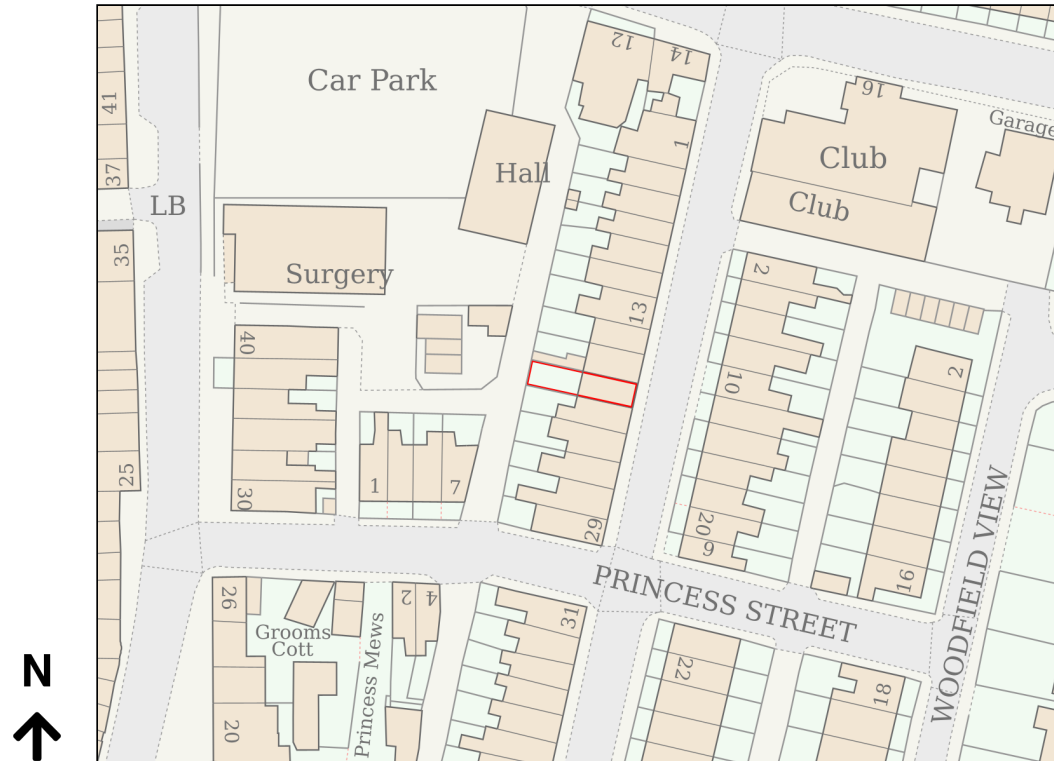 12
14
41
Car Park
16
Garage
1
Club
37
Hall
LB
Club
35
Surgery
2
13
40
2
10
25
1
7
30
29
20
9
16
PRINCESS STREET
WOODFIELD VIEW
26
2
4
31
Grooms
Cott
Princess Mews
22
18
20
N